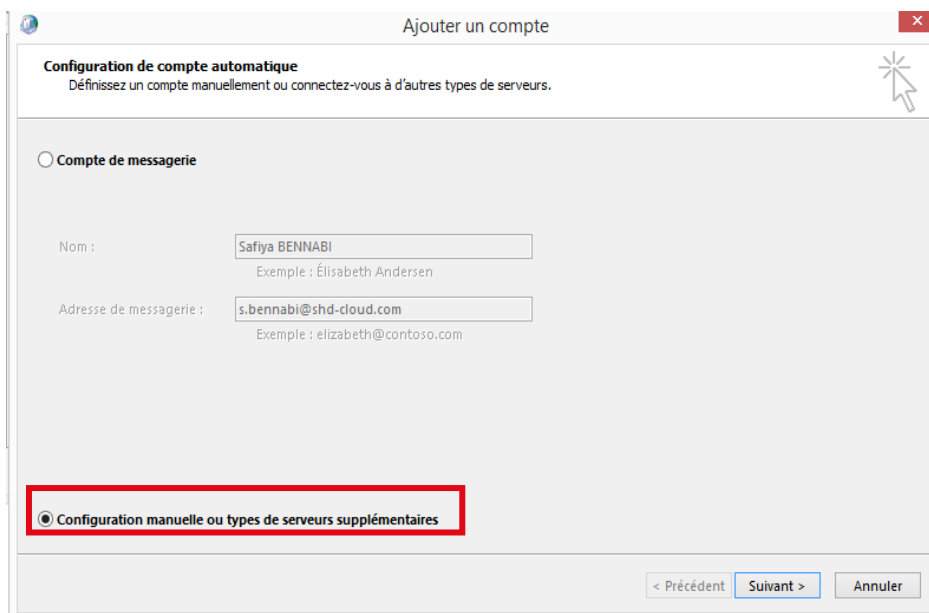 Ajouter un compte
Configuration de compte automatique
Définissez un compte manuellement ou connectez-vous à d'autres types de serveurs.
Compte de messagerie
Nom :
Safiya BENNABI
Exemple : Élisabeth Andersen
Adresse de messagerie :
s.bennabi@shd-cloud.com
Exemple : elizabeth@contoso.com
Configuration manuelle ou types de serveurs supplémentaires
< Précédent
Suivant >
Annuler